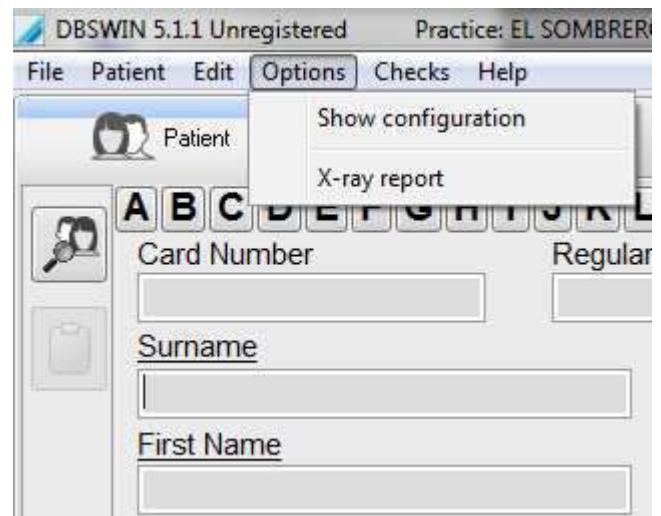 DBSWIN 5.1.1 Unregistered Practice: EL SOMBRERO
File Patient Edit Options Checks Help
Show configuration
Patient
X-ray report
A B C D E F G H I J K L
Card Number Regular
Surname
First Name